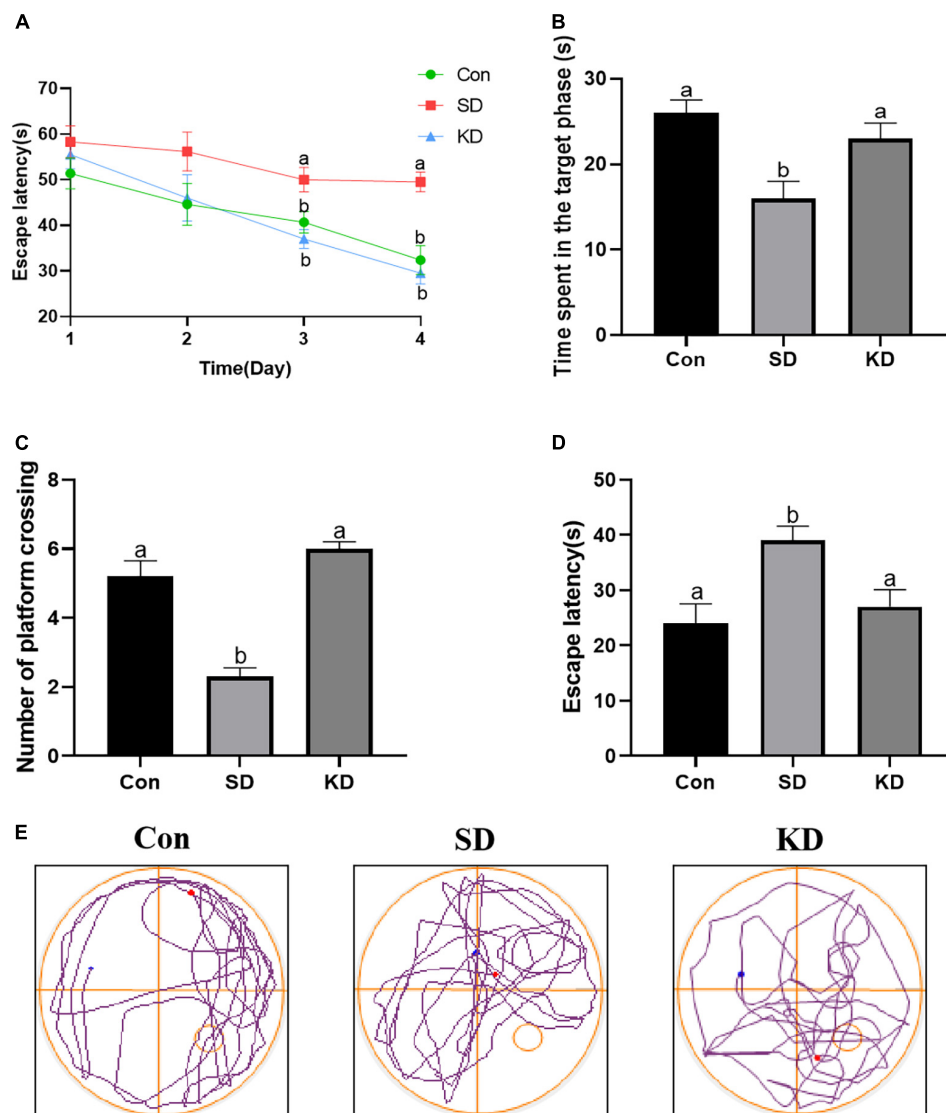 A
Escape latency(s)
70
60
50
40
30
20
a
a
b
b
b
b
1
2
3
4
Time(Day)
Con
SD
KD
B
Time spent in the target phase (s)
30
20
10
0
a
b
a
Con
SD
KD
C
Number of platform crossing
8
6
4
2
0
a
b
a
Con
SD
KD
D
Escape latency(s)
50
40
30
20
10
0
a
b
a
Con
SD
KD
E
Con
SD
KD